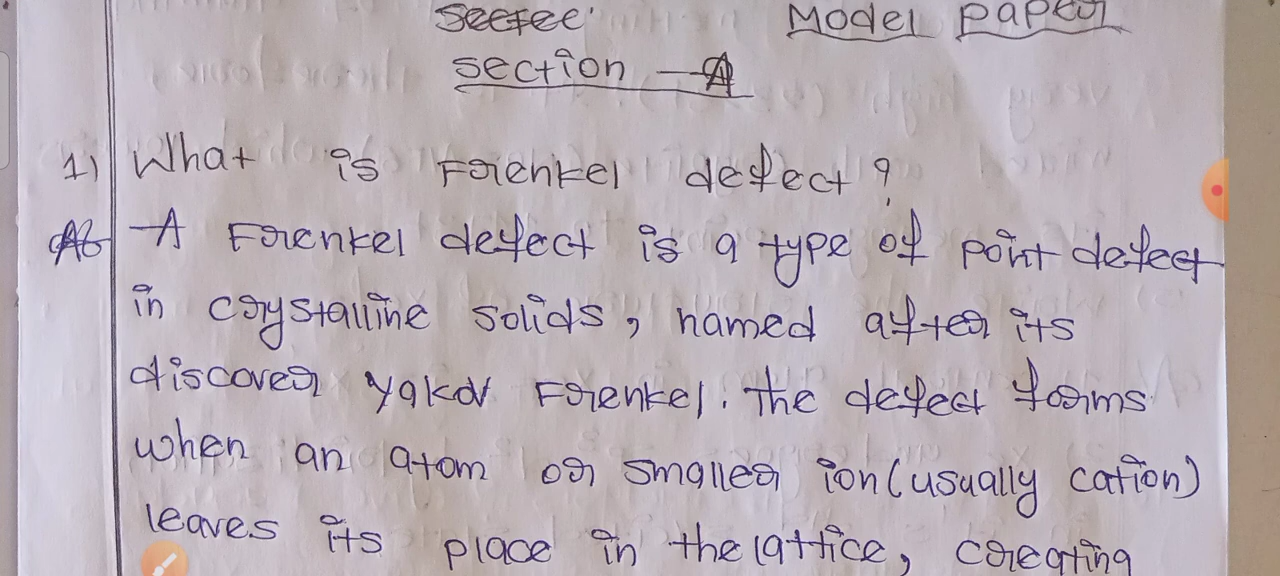 Model paper
section - A
1) What is Frenkel defect?
A Frenkel defect is a type of point defect
in crystalline solids, named after its
discover yakov Frenkel. the defect forms
when an atom or smaller ion (usually cation)
leaves its place in the lattice, creating